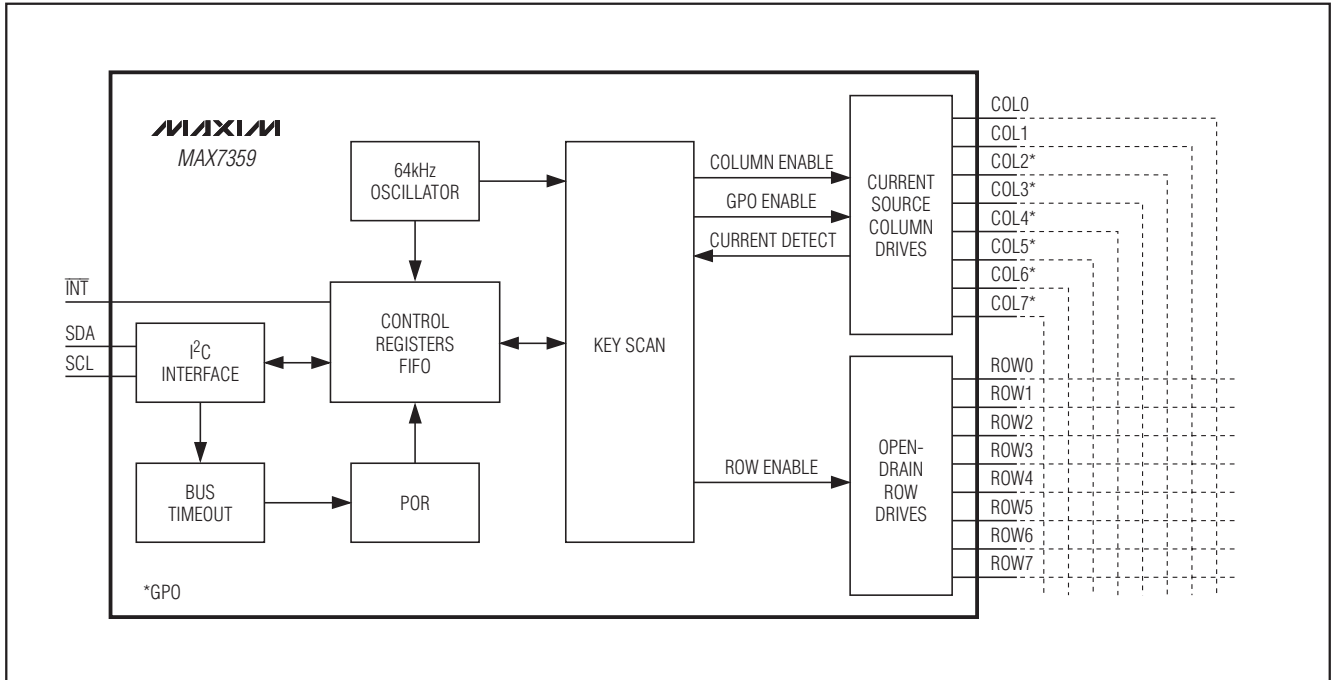 MAXIM
MAX7359
64kHz
OSCILLATOR
INT
SDA
SCL
I2C
INTERFACE
CONTROL
REGISTERS
FIFO
BUS
TIMEOUT
POR
*GPO
KEY SCAN
COLUMN ENABLE
GPO ENABLE
CURRENT DETECT
ROW ENABLE
CURRENT
SOURCE
COLUMN
DRIVES
OPEN-
DRAIN
ROW
DRIVES
COL0
COL1
COL2*
COL3*
COL4*
COL5*
COL6*
COL7*
ROW0
ROW1
ROW2
ROW3
ROW4
ROW5
ROW6
ROW7